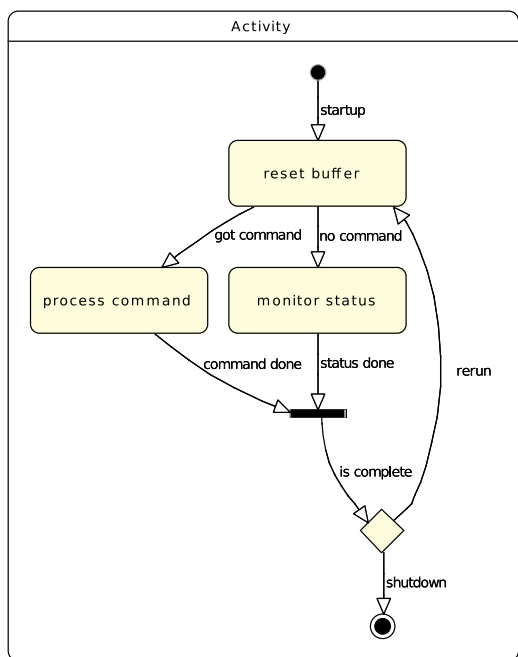 Activity
startup
reset buffer
got command
no command
process command
monitor status
command done
status done
rerun
is complete
shutdown